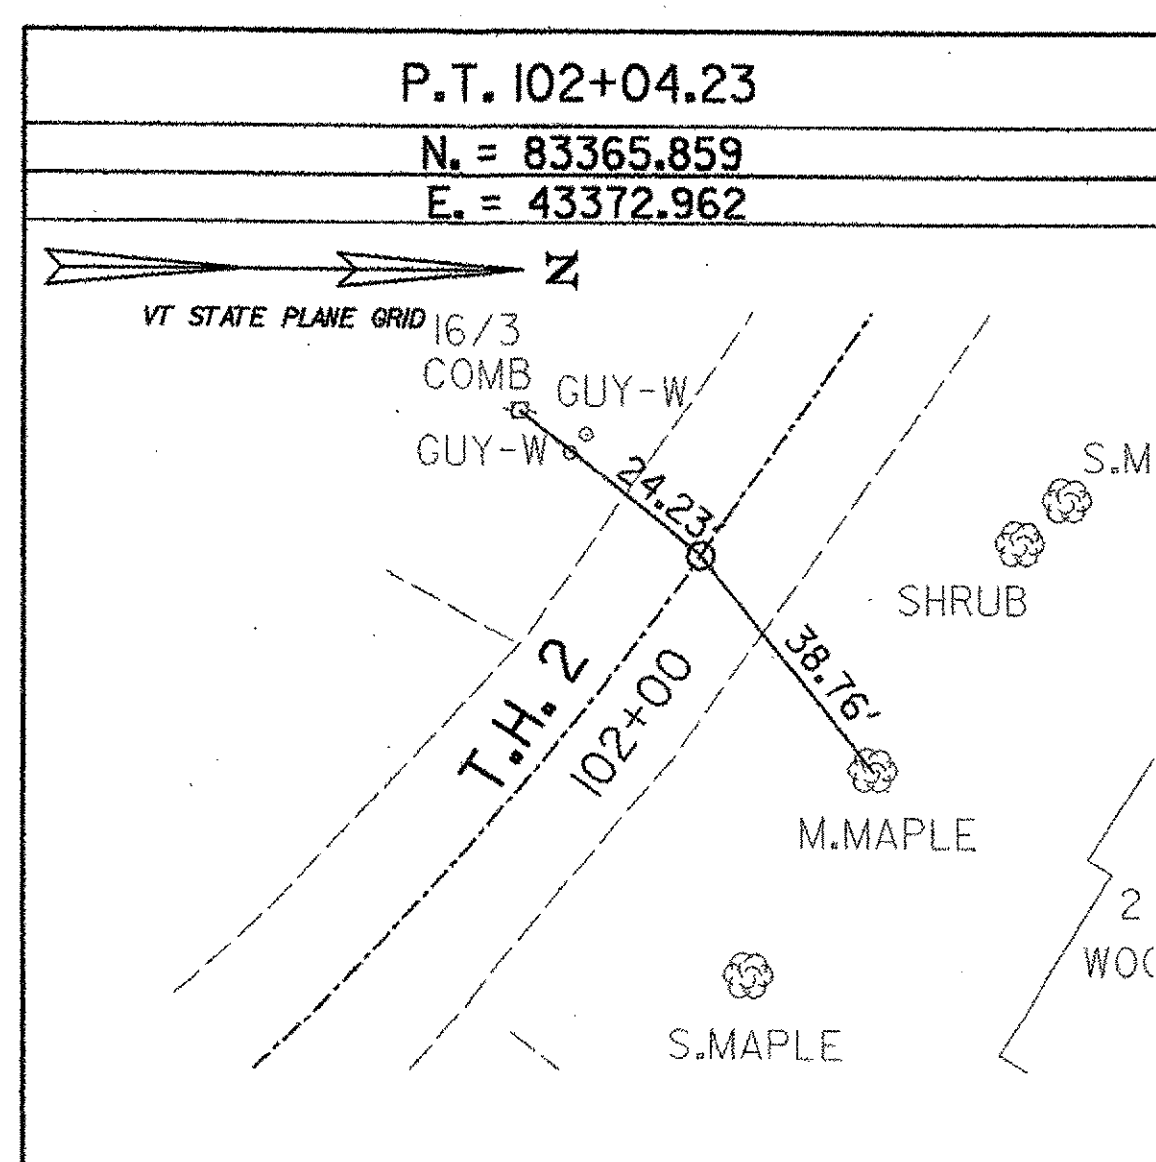 P.T. 102+04.23
N. = 83365.859
E. = 43372.962
N
VT STATE PLANE GRID
16/3
COMB
GUY-W
GUY-W
24.23'
S.M
SHRUB
T.H. 2
102+00
38.76'
M.MAPLE
2
S.MAPLE